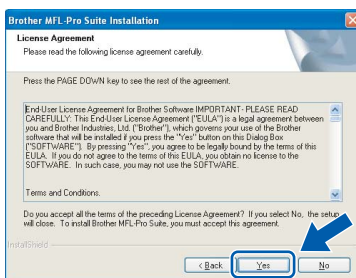 Brother MFL-Pro Suite Installation
License Agreement
Please read the following license agreement carefully.
Press the PAGE DOWN key to see the rest of the agreement.
End-User License Agreement for Brother Software IMPORTANT- PLEASE READ
CAREFULLY: This End-User License Agreement ("EULA") is a legal agreement between
you and Brother Industries, Ltd. ("Brother"), which governs your use of the Brother
software that will be installed if you press the "Yes" button on this Dialog Box
("SOFTWARE"). By pressing "Yes", you agree to be legally bound by the terms of this
EULA. If you do not agree to the terms of this EULA, you obtain no license to the
SOFTWARE. In such case, you may not use the SOFTWARE.
Terms and Conditions.
Do you accept all the terms of the preceding License Agreement? If you select No, the setup
will close. To install Brother MFL-Pro Suite, you must accept this agreement.
InstallShield
< Back
Yes
No